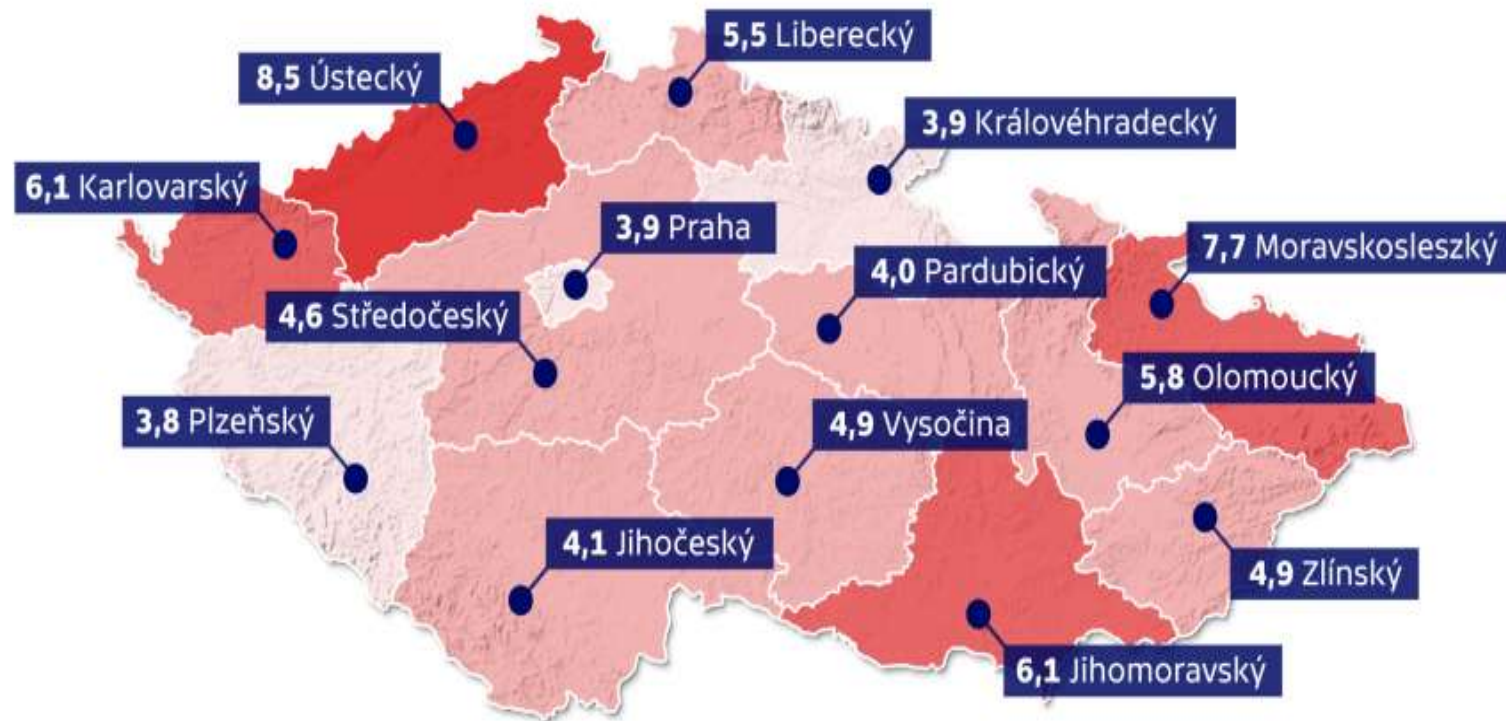 5,5 Liberecký
8,5 Ústecký
3,9 Královéhradecký
6,1 Karlovarský
3,9 Praha
7,7 Moravskosleszký
4,0 Pardubický
4,6 Středočeský
5,8 Olomoucký
3,8 Plzeňský
4,9 Vysočina
4,1 Jihočeský
4,9 Zlínský
6,1 Jihomoravský